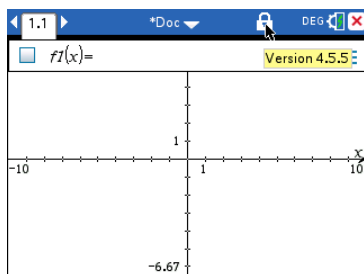 1.1 *Doc DEG
f1(x)=
Version 4.5.5
1
x
-10 1 10
-6.67